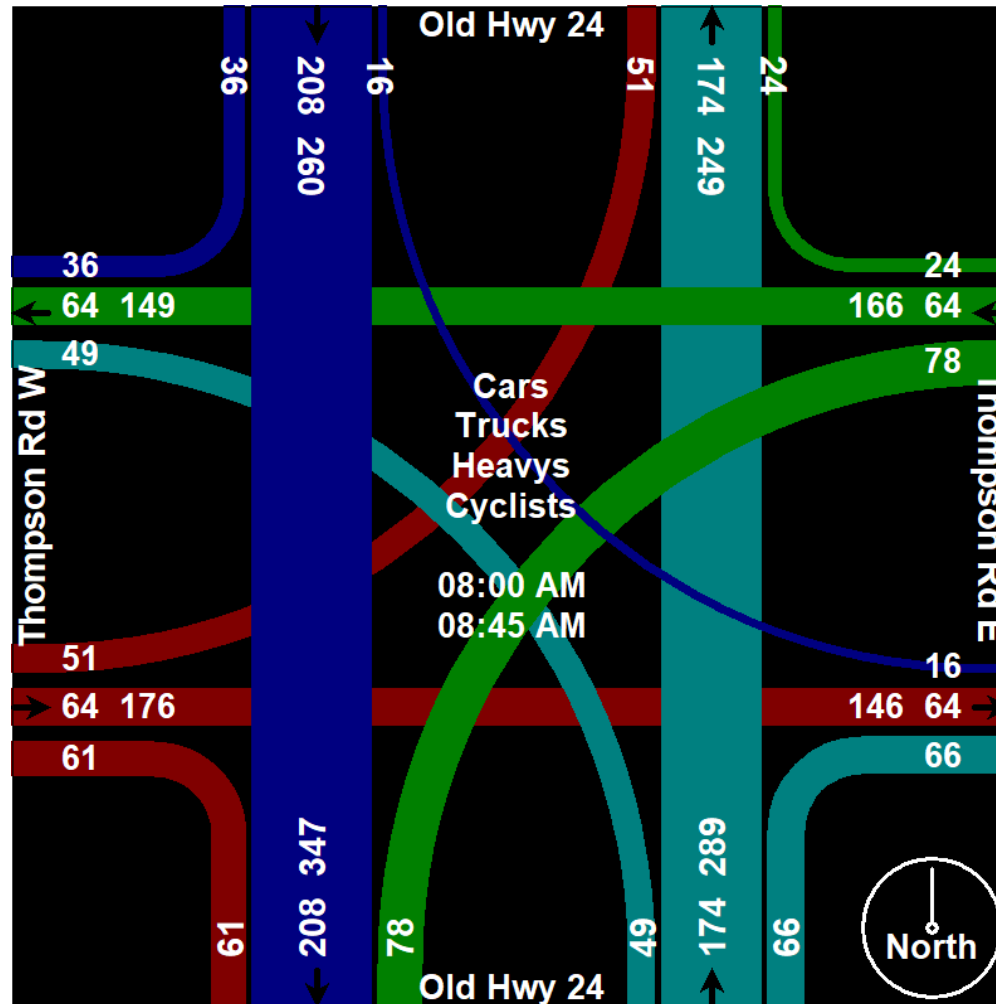 Old Hwy 24
36
208 260
16
51
174 249
24
36
64 149
49
24
166 64
78
Cars
Trucks
Heavys
Cyclists
08:00 AM
08:45 AM
Thompson Rd W
Thompson Rd E
51
64 176
61
16
146 64
66
61
208 347
78
49
174 289
66
North
Old Hwy 24